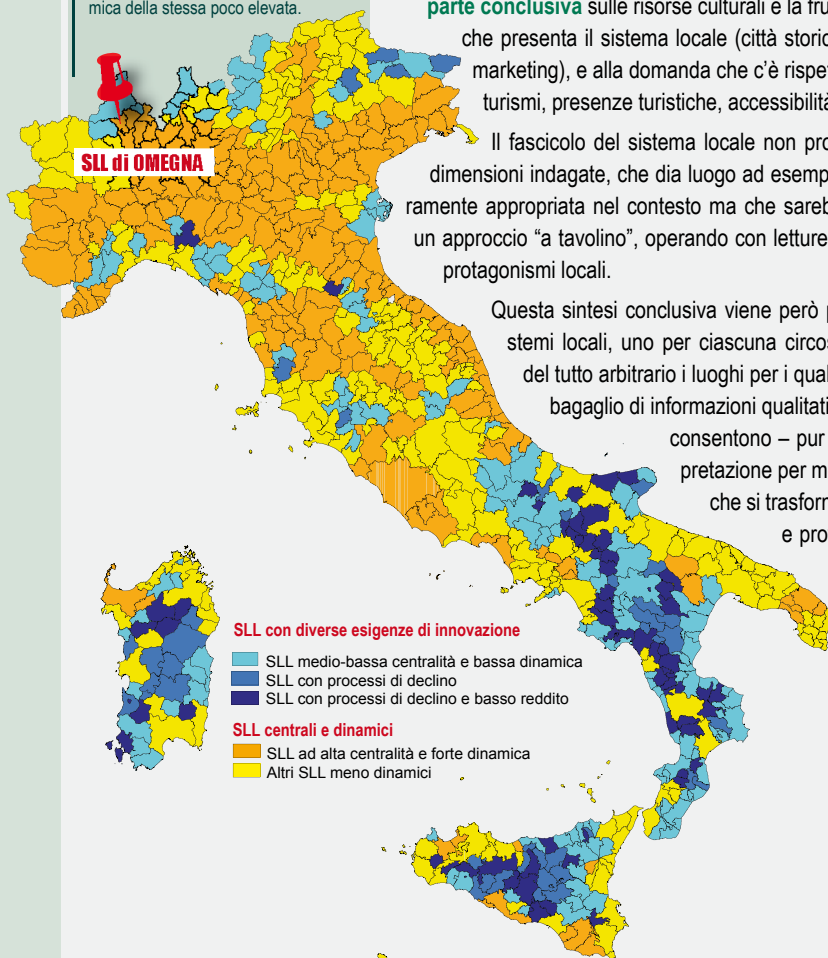 mica della stessa poco elevata.
parte conclusiva sulle risorse culturali e la fru
che presenta il sistema locale (città storic
marketing), e alla domanda che c'è rispet
turismi, presenze turistiche, accessibilità
Il fascicolo del sistema locale non pro
dimensioni indagate, che dia luogo ad esemp
ramente appropriata nel contesto ma che sareb
un approccio “a tavolino”, operando con letture
protagonismi locali.
Questa sintesi conclusiva viene però p
stemi locali, uno per ciascuna circos
del tutto arbitrario i luoghi per i qual
bagaglio di informazioni qualitati
consentono – pur
pretazione per m
che si trasforn
e pro
SLL di OMEGNA
SLL con diverse esigenze di innovazione
SLL medio-bassa centralità e bassa dinamica
SLL con processi di declino
SLL con processi di declino e basso reddito
SLL centrali e dinamici
SLL ad alta centralità e forte dinamica
Altri SLL meno dinamici